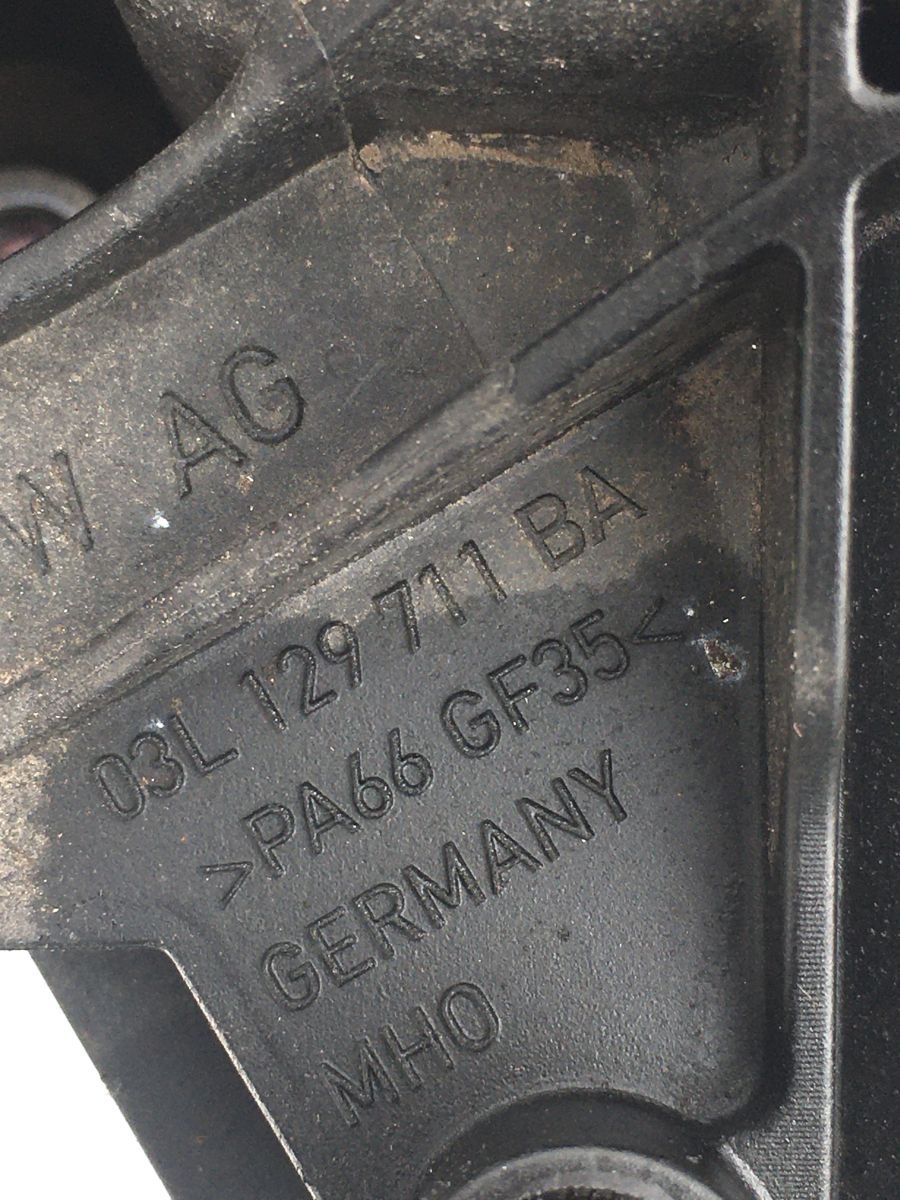 W AG
03L 129 711 BA
>PA66 GF35<
GERMANY
MHO